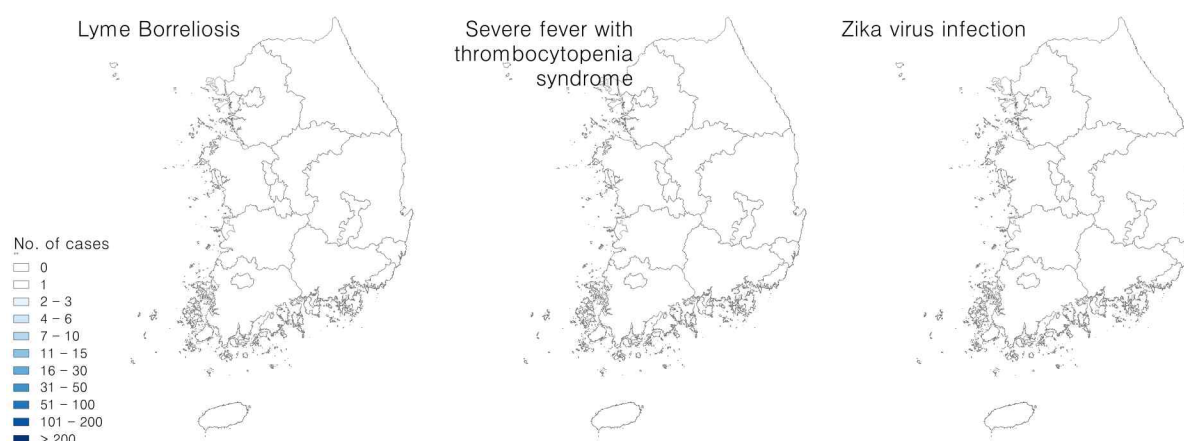 Lyme Borreliosis
Severe fever with
thrombocytopenia
syndrome
Zika virus infection
No. of cases
0
1
2 - 3
4 - 6
7 - 10
11 - 15
16 - 30
31 - 50
51 - 100
101 - 200
> 200